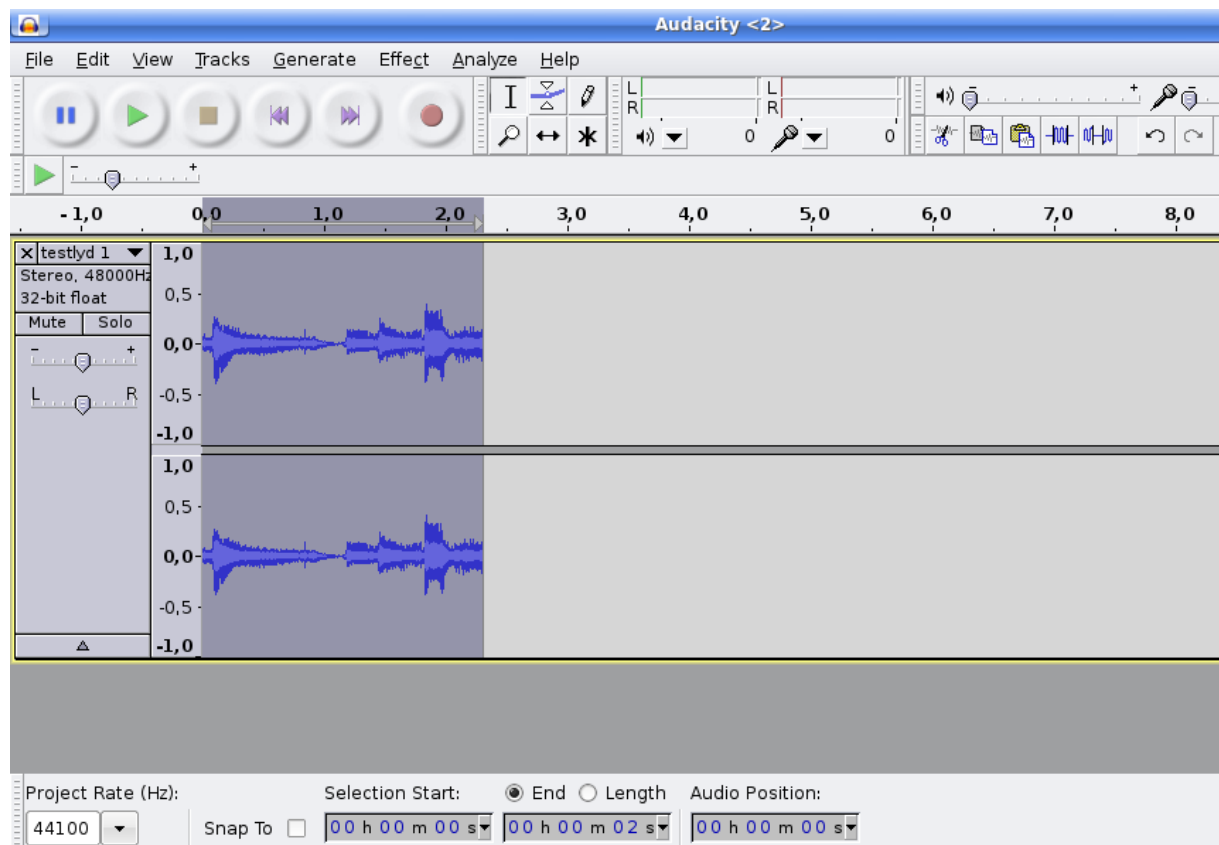 Audacity <2>
File Edit View Tracks Generate Effect Analyze Help
L L
R R
- +
0 0
- +
- 1,0 0,0 1,0 2,0 3,0 4,0 5,0 6,0 7,0 8,0
X testlyd 1
Stereo, 48000Hz
32-bit float
Mute Solo
- +
L R
1,0
0,5
0,0
-0,5
-1,0
1,0
0,5
0,0
-0,5
-1,0
Project Rate (Hz): Selection Start: End Length Audio Position:
44100 Snap To 00 h 00 m 00 s 00 h 00 m 02 s 00 h 00 m 00 s